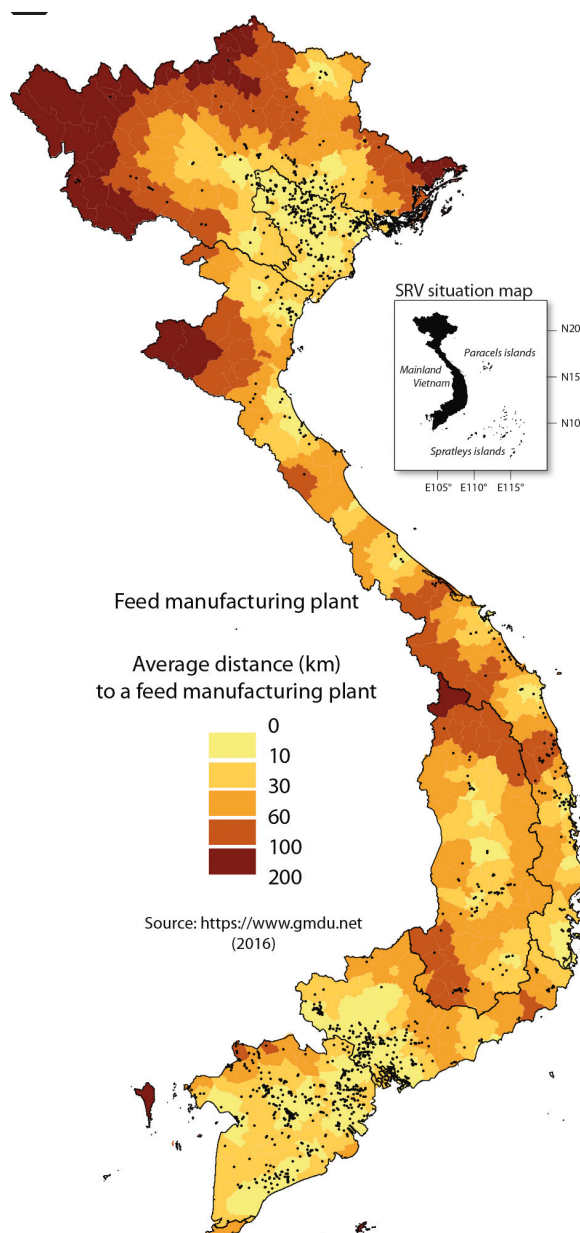 SRV situation map
N20
Paracels islands
Mainland
Vietnam
N15
N10
Spratleys islands
E105° E110° E115°
Feed manufacturing plant
Average distance (km)
to a feed manufacturing plant
0
10
30
60
100
200
Source: https://www.gmdu.net
(2016)